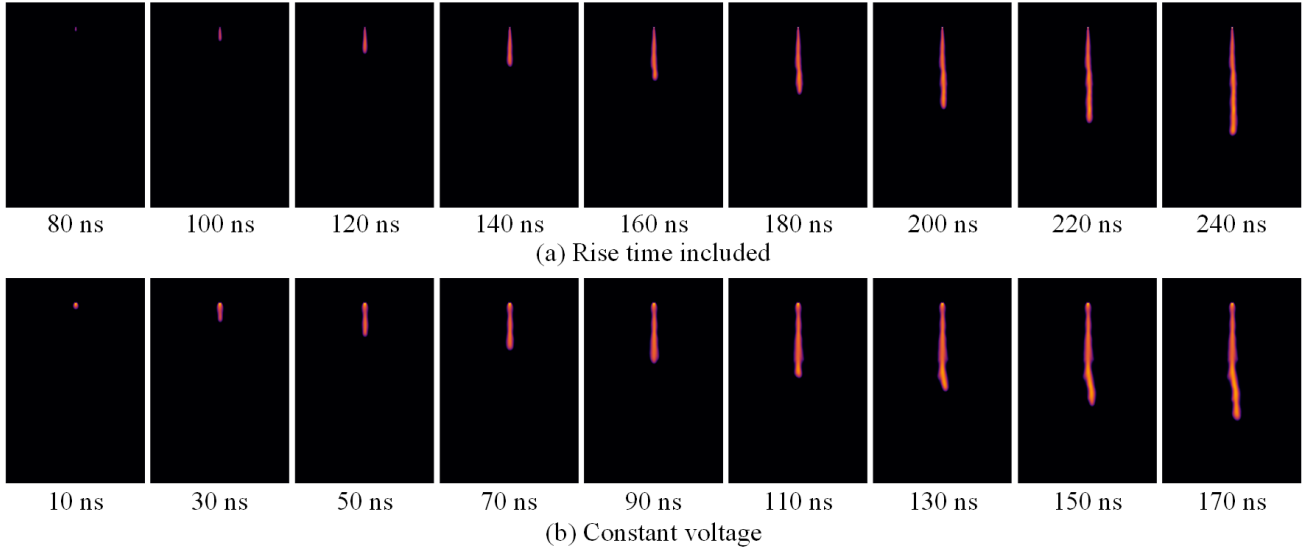 80 ns 100 ns 120 ns 140 ns 160 ns 180 ns 200 ns 220 ns 240 ns
(a) Rise time included
10 ns 30 ns 50 ns 70 ns 90 ns 110 ns 130 ns 150 ns 170 ns
(b) Constant voltage